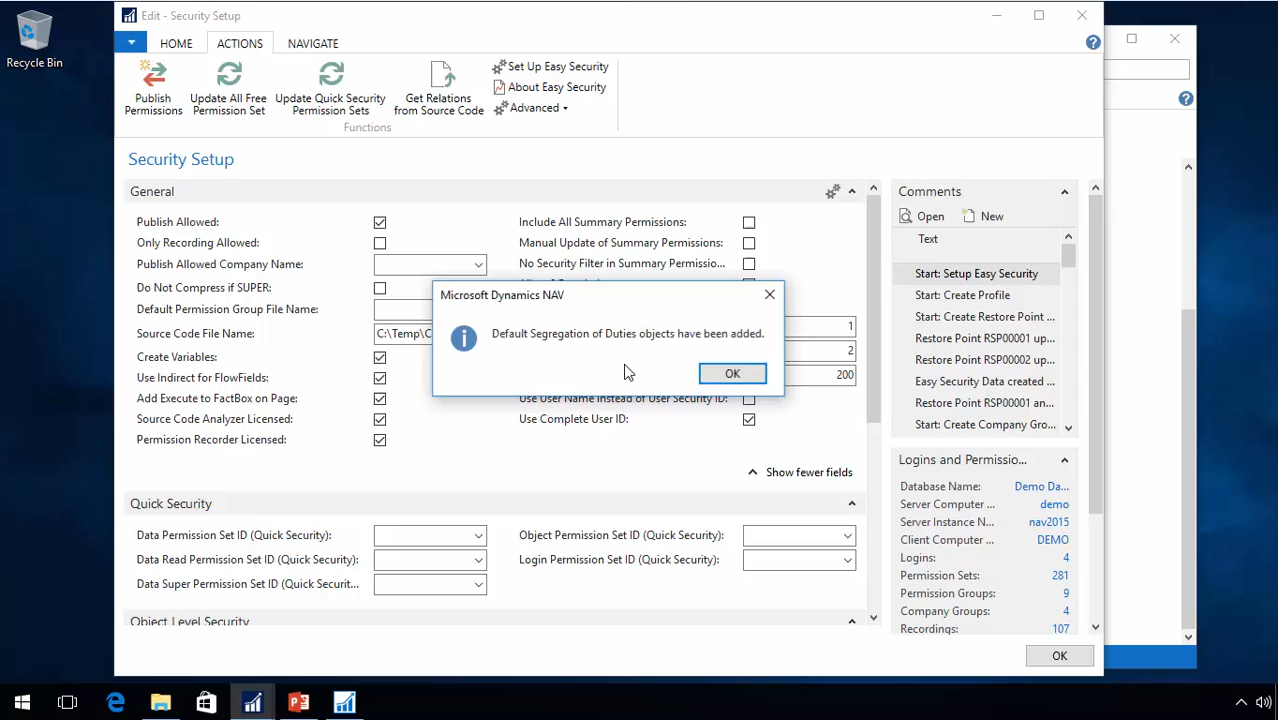 Recycle Bin
Edit - Security Setup
HOME
ACTIONS
NAVIGATE
Publish Permissions
Update All Free Permission Set
Update Quick Security Permission Sets
Get Relations from Source Code
Set Up Easy Security
About Easy Security
Advanced
Functions
Security Setup
General
Publish Allowed:
Only Recording Allowed:
Publish Allowed Company Name:
Do Not Compress if SUPER:
Default Permission Group File Name:
Source Code File Name: C:\Temp\C
Create Variables:
Use Indirect for FlowFields:
Add Execute to FactBox on Page:
Source Code Analyzer Licensed:
Permission Recorder Licensed:
Include All Summary Permissions:
Manual Update of Summary Permissions:
No Security Filter in Summary Permissio...
1
2
200
Use User Name Instead of User Security ID:
Use Complete User ID:
Show fewer fields
Microsoft Dynamics NAV
Default Segregation of Duties objects have been added.
OK
Quick Security
Data Permission Set ID (Quick Security):
Data Read Permission Set ID (Quick Security):
Data Super Permission Set ID (Quick Securit...
Object Permission Set ID (Quick Security):
Login Permission Set ID (Quick Security):
Object Level Security
Comments
Open
New
Text
Start: Setup Easy Security
Start: Create Profile
Start: Create Restore Point ...
Restore Point RSP00001 up...
Restore Point RSP00002 up...
Easy Security Data created ...
Restore Point RSP00001 an...
Start: Create Company Gro...
Logins and Permissio...
Database Name: Demo Da...
Server Computer ... demo
Server Instance N... nav2015
Client Computer ... DEMO
Logins: 4
Permission Sets: 281
Permission Groups: 9
Company Groups: 4
Recordings: 107
OK